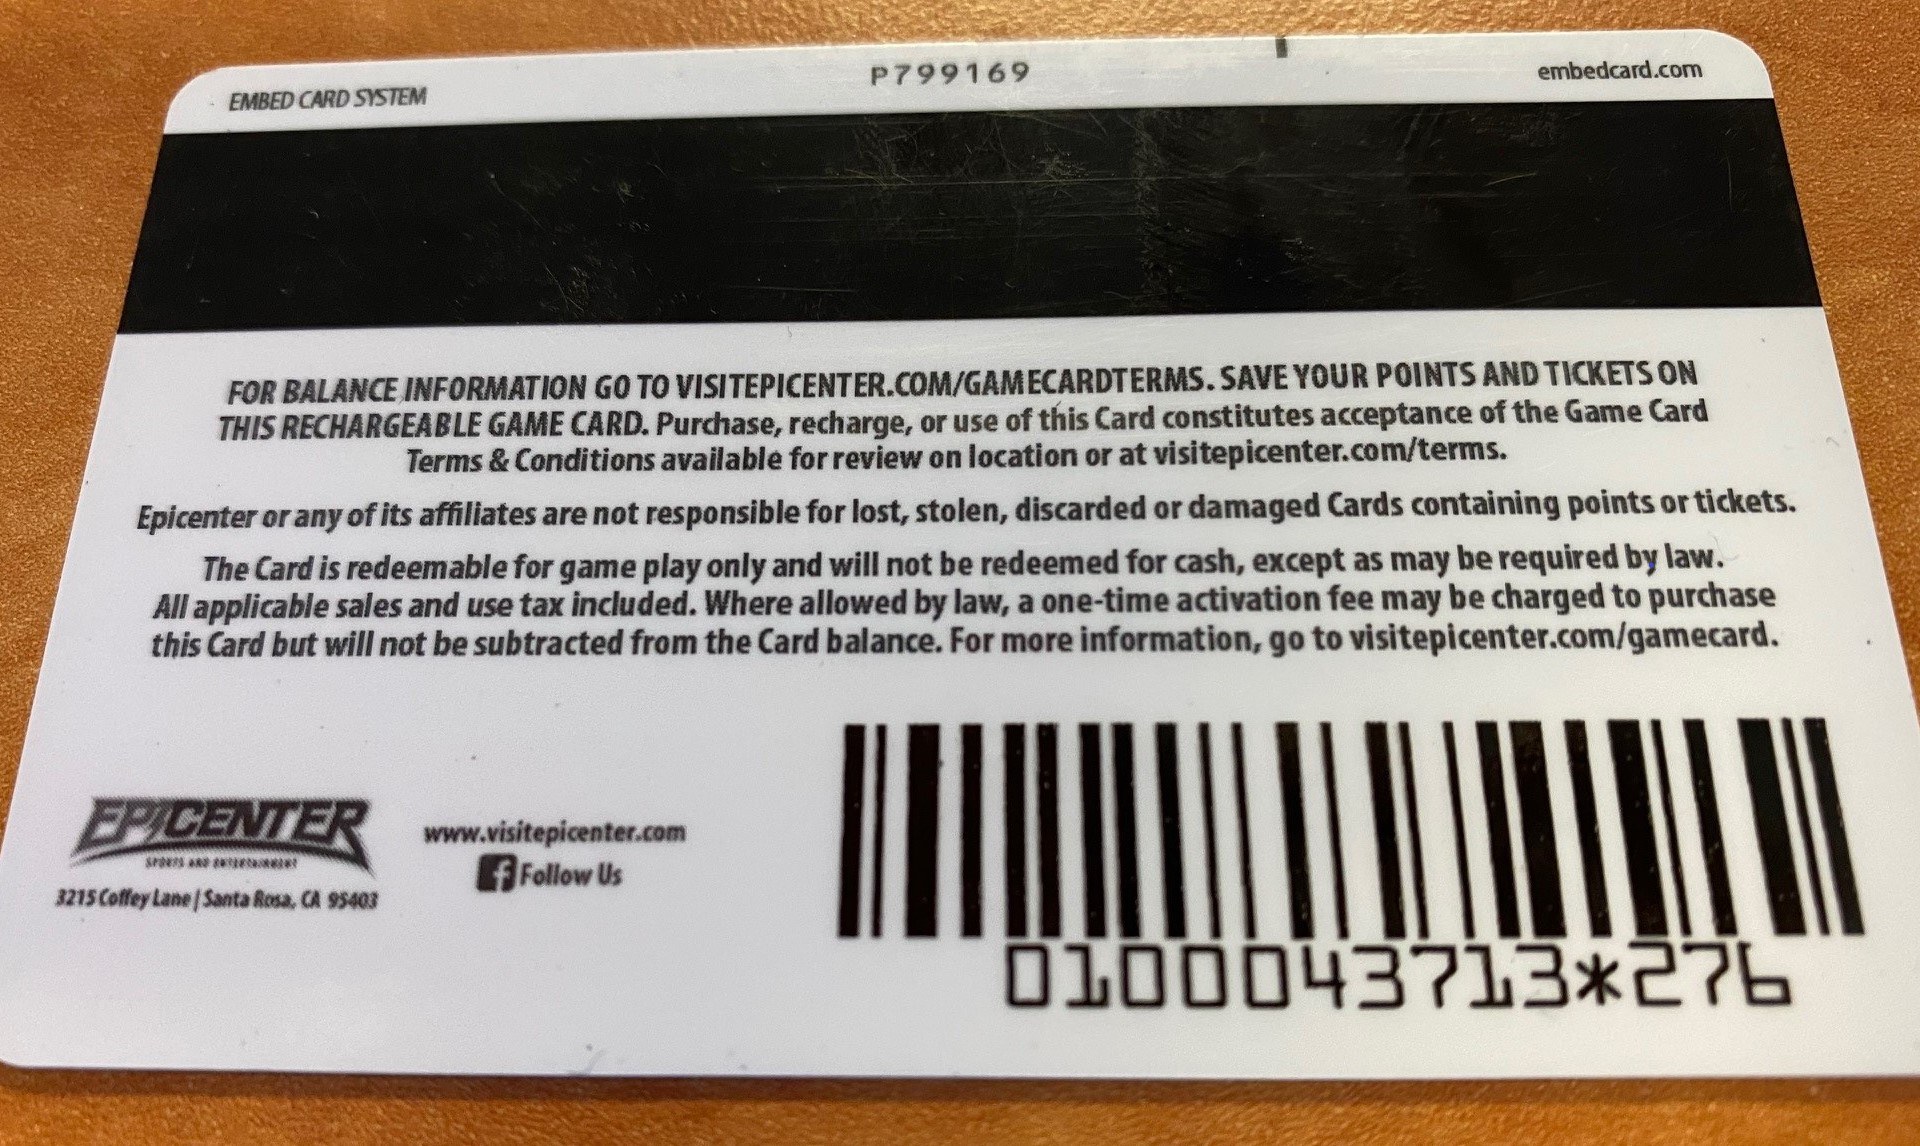 EMBED CARD SYSTEM P799169 embedcard.com
FOR BALANCE INFORMATION GO TO VISITEPICENTER.COM/GAMECARDTERMS. SAVE YOUR POINTS AND TICKETS ON
THIS RECHARGEABLE GAME CARD. Purchase, recharge, or use of this Card constitutes acceptance of the Game Card
Terms & Conditions available for review on location or at visitepicenter.com/terms.
Epicenter or any of its affiliates are not responsible for lost, stolen, discarded or damaged Cards containing points or tickets.
The Card is redeemable for game play only and will not be redeemed for cash, except as may be required by law.
All applicable sales and use tax included. Where allowed by law, a one-time activation fee may be charged to purchase
this Card but will not be subtracted from the Card balance. For more information, go to visitepicenter.com/gamecard.
EPICENTER
SPORTS AND ENTERTAINMENT
3215 Coffey Lane | Santa Rosa, CA 95403
www.visitepicenter.com
Follow Us
0100043713*276